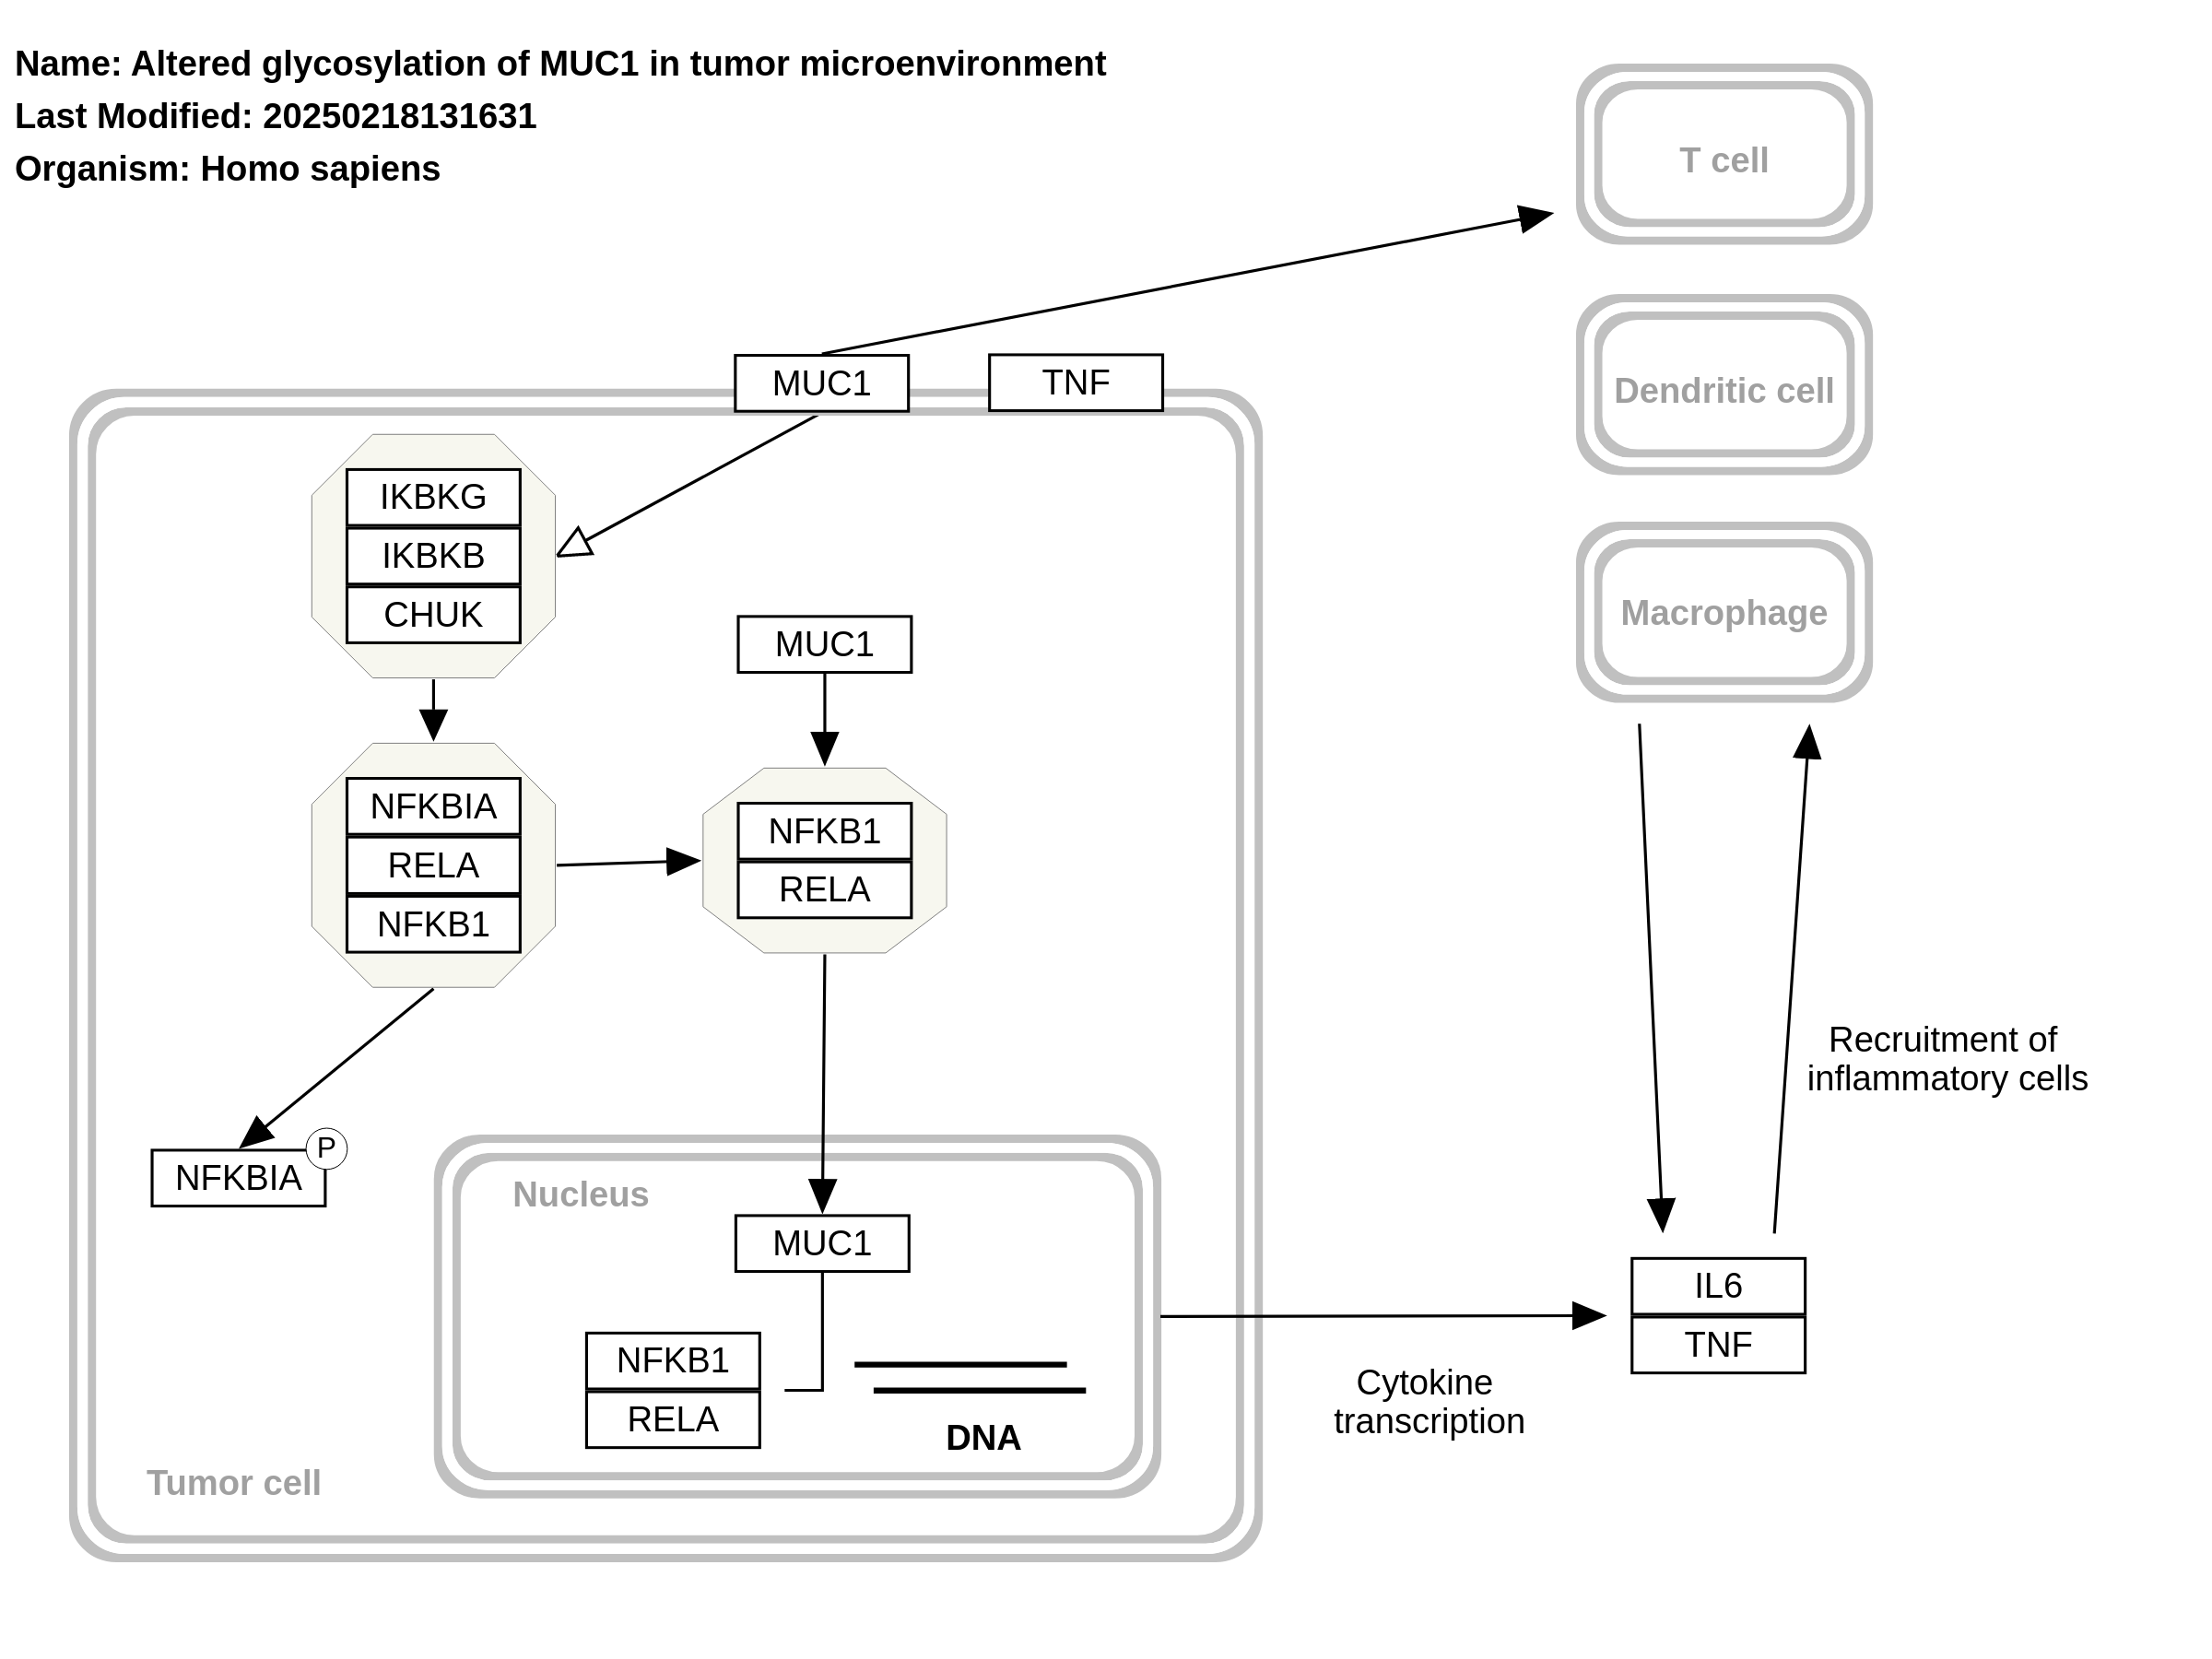 Name: Altered glycosylation of MUC1 in tumor microenvironment
Last Modified: 20250218131631
Organism: Homo sapiens
T cell
Dendritic cell
Macrophage
MUC1
TNF
IKBKG
IKBKB
CHUK
MUC1
NFKBIA
RELA
NFKB1
NFKB1
RELA
P
NFKBIA
Nucleus
MUC1
NFKB1
RELA
DNA
Tumor cell
Recruitment of
inflammatory cells
IL6
TNF
Cytokine
transcription